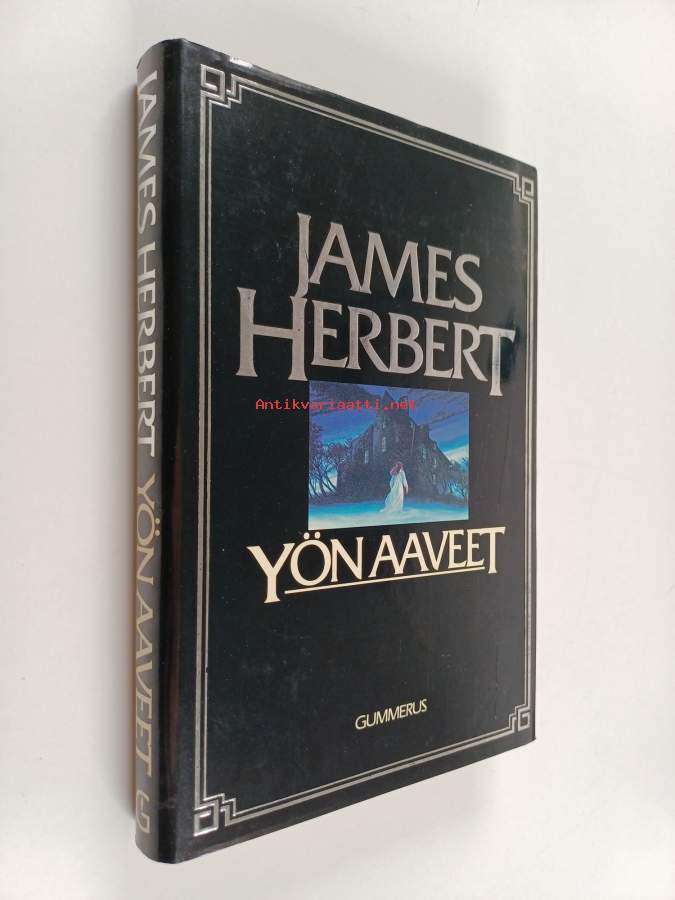 JAMES HERBERT YÖN AAVEET G
JAMES
HERBERT
Antikvariaatti.net
YÖN AAVEET
GUMMERUS